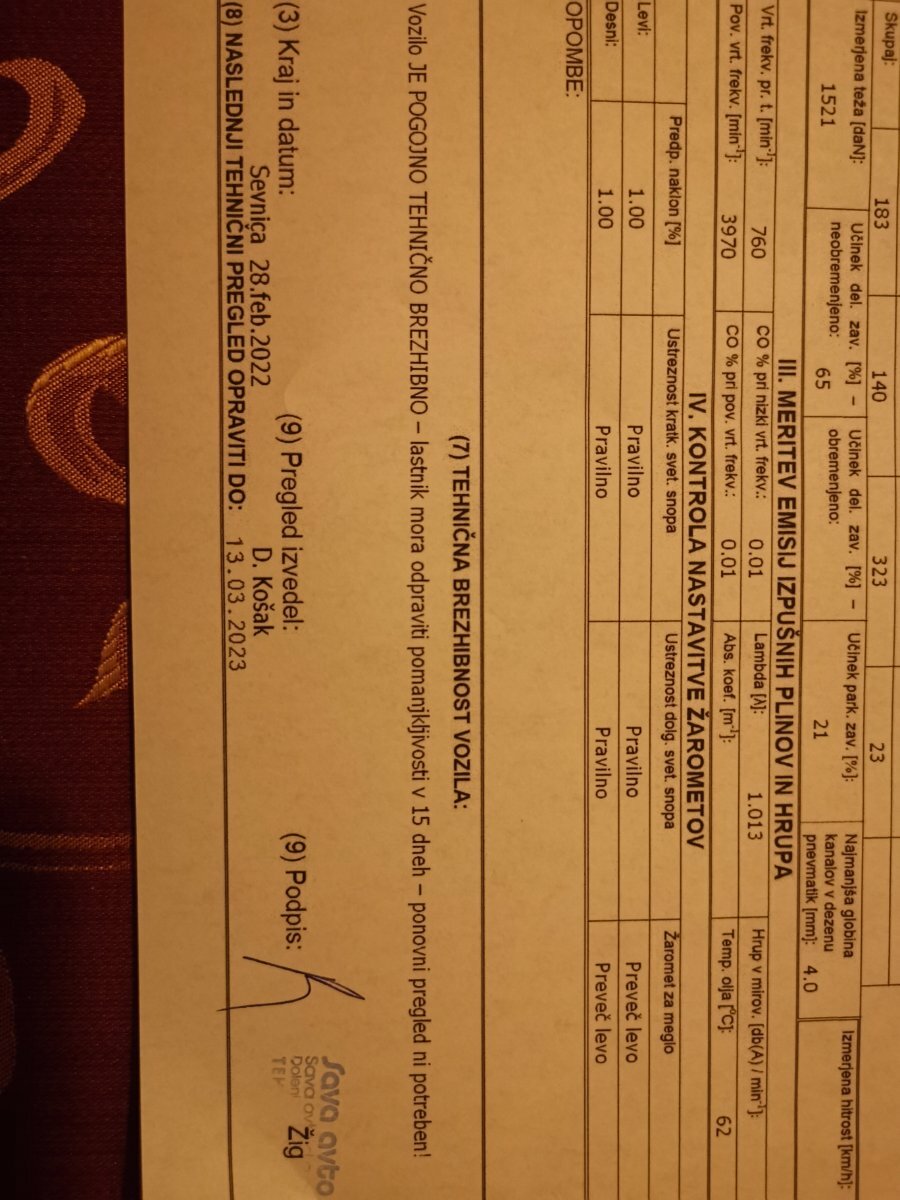 Skupaj: 183 140 323 23
Izmerjena teža [daN]: 1521
Učinek del. zav. [%] – neobremenjeno: 65
Učinek del. zav. [%] – obremenjeno:
Učinek park. zav. [%]: 21
Najmanjša globina kanalov v dezenu pnevmatik [mm]: 4.0
Izmerjena hitrost [km/h]:
III. MERITEV EMISIJ IZPUŠNIH PLINOV IN HRUPA
Vrt. frekv. pr. t. [min⁻¹]: 760 CO % pri nizki vrt. frekv.: 0.01 Lambda [λ]: 1.013 Hrup v mirov. [db(A) / min⁻¹]:
Pov. vrt. frekv. [min⁻¹]: 3970 CO % pri pov. vrt. frekv.: 0.01 Abs. koef. [m⁻¹]: Temp. olja [°C]: 62
IV. KONTROLA NASTAVITVE ŽAROMETOV
Predp. naklon [%] Ustreznost kratk. svet. snopa Ustreznost dolg. svet. snopa Žaromet za meglo
Levi: 1.00 Pravilno Pravilno Preveč levo
Desni: 1.00 Pravilno Pravilno Preveč levo
OPOMBE:
(7) TEHNIČNA BREZHIBNOST VOZILA:
Vozilo JE POGOJNO TEHNIČNO BREZHIBNO – lastnik mora odpraviti pomanjkljivosti v 15 dneh – ponovni pregled ni potreben!
(3) Kraj in datum: (9) Pregled izvedel: (9) Podpis: Žig
Sevnica 28.feb.2022 D. Košak
(8) NASLEDNJI TEHNIČNI PREGLED OPRAVITI DO: 13.03.2023
Sava avto
Sava